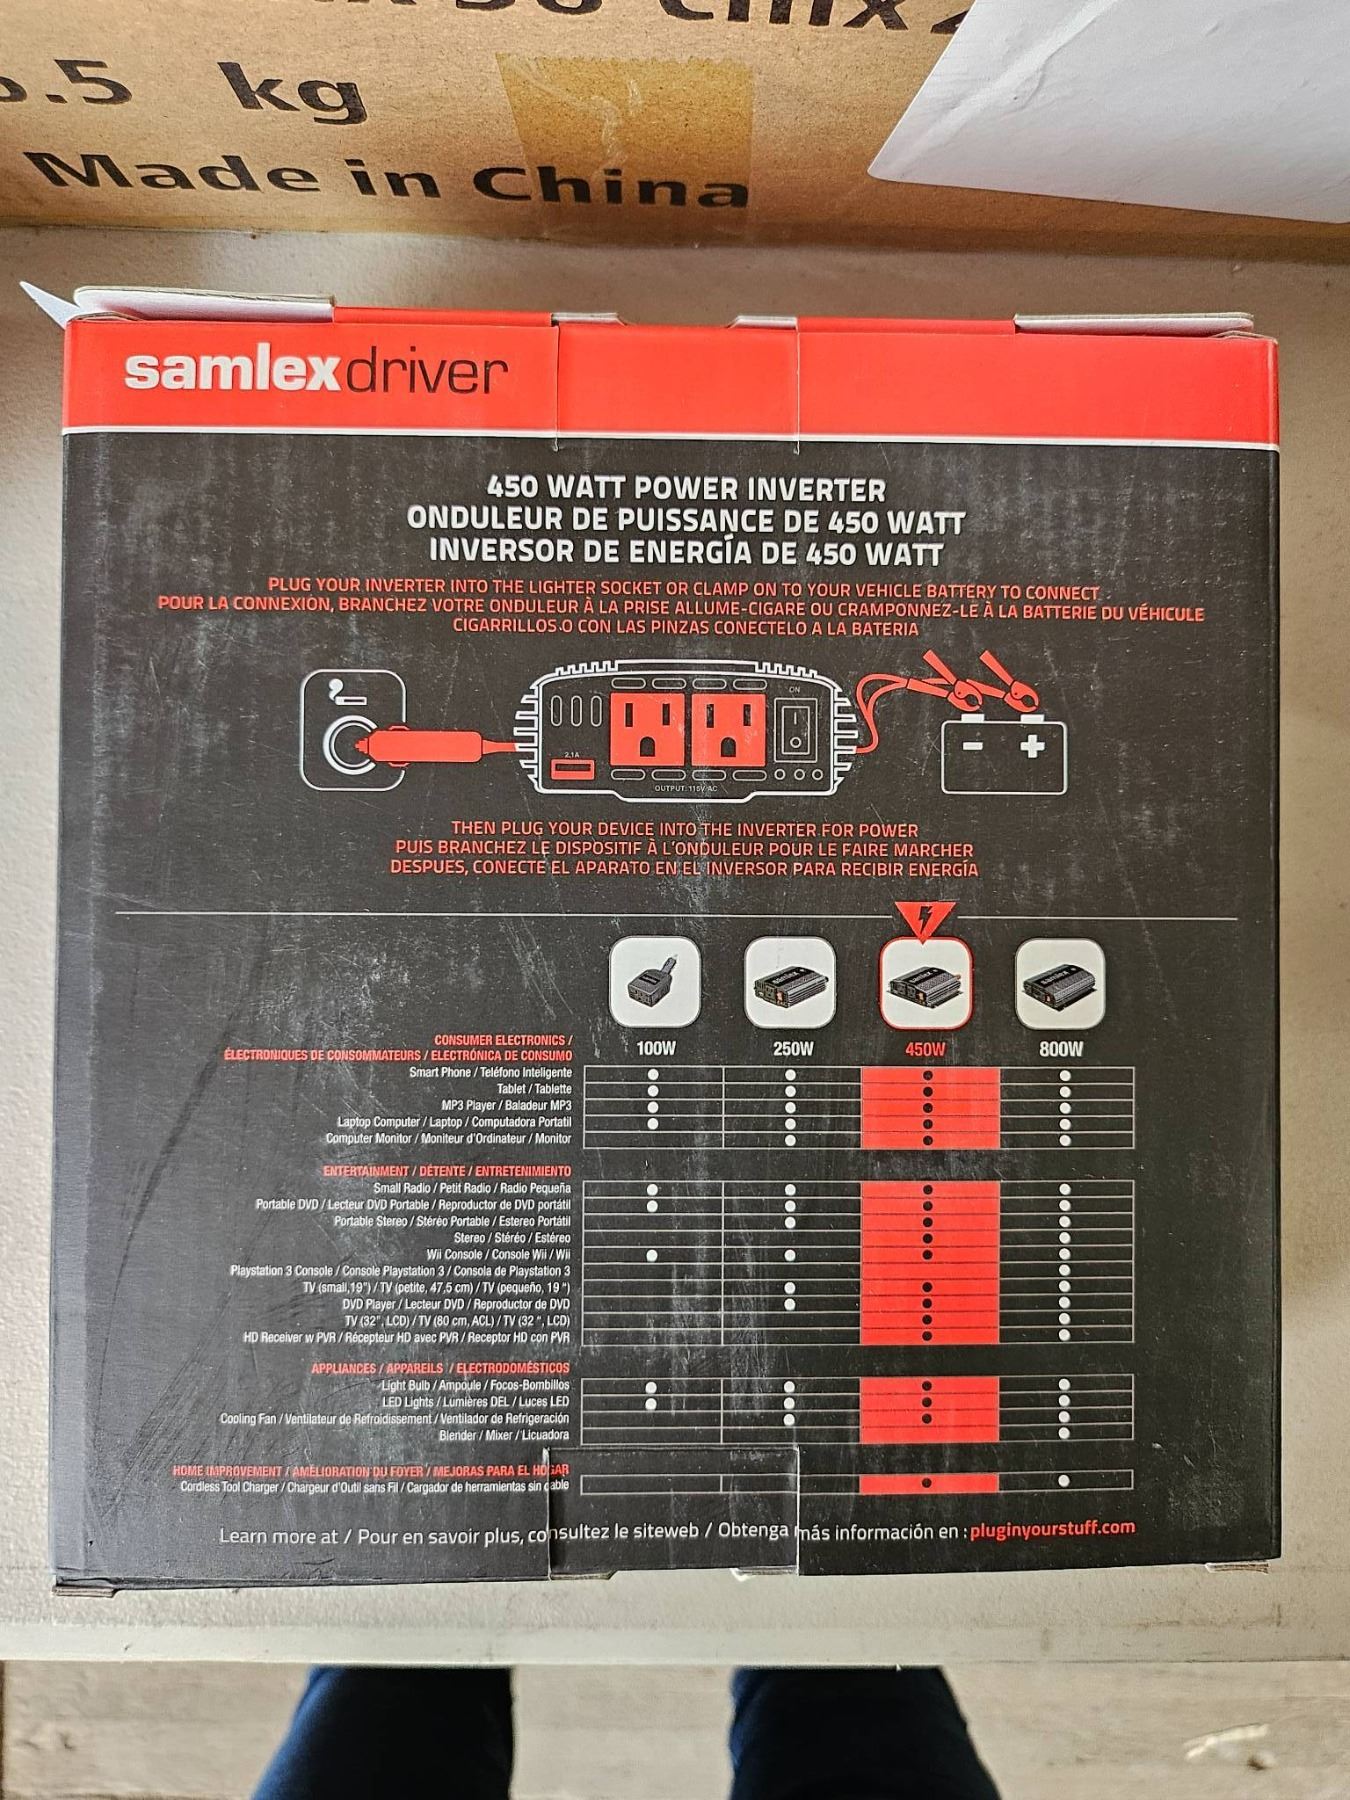 kg
Made in China
samlexdriver
450 WATT POWER INVERTER
ONDULEUR DE PUISSANCE DE 450 WATT
INVERSOR DE ENERGÍA DE 450 WATT
PLUG YOUR INVERTER INTO THE LIGHTER SOCKET OR CLAMP ON TO YOUR VEHICLE BATTERY TO CONNECT
POUR LA CONNEXION, BRANCHEZ VOTRE ONDULEUR À LA PRISE ALLUME-CIGARE OU CRAMPONNEZ-LE À LA BATTERIE DU VÉHICULE
CIGARRILLOS O CON LAS PINZAS CONECTELO A LA BATERIA
ON
2.1A
OUTPUT: 115V AC
- +
THEN PLUG YOUR DEVICE INTO THE INVERTER FOR POWER
PUIS BRANCHEZ LE DISPOSITIF À L'ONDULEUR POUR LE FAIRE MARCHER
DESPUES, CONECTE EL APARATO EN EL INVERSOR PARA RECIBIR ENERGÍA
CONSUMER ELECTRONICS /
ÉLECTRONIQUES DE CONSOMMATEURS / ELECTRÓNICA DE CONSUMO
100W 250W 450W 800W
Smart Phone / Teléfono Inteligente
Tablet / Tablette
MP3 Player / Baladeur MP3
Laptop Computer / Laptop / Computadora Portatil
Computer Monitor / Moniteur d'Ordinateur / Monitor
ENTERTAINMENT / DÉTENTE / ENTRETENIMIENTO
Small Radio / Petit Radio / Radio Pequeña
Portable DVD / Lecteur DVD Portable / Reproductor de DVD portátil
Portable Stereo / Stéréo Portable / Estereo Portátil
Stereo / Stéréo / Estéreo
Wii Console / Console Wii / Wii
Playstation 3 Console / Console Playstation 3 / Consola de Playstation 3
TV (small,19") / TV (petite, 47,5 cm) / TV (pequeño, 19 ")
DVD Player / Lecteur DVD / Reproductor de DVD
TV (32", LCD) / TV (80 cm, ACL) / TV (32 ", LCD)
HD Receiver w PVR / Récepteur HD avec PVR / Receptor HD con PVR
APPLIANCES / APPAREILS / ELECTRODOMÉSTICOS
Light Bulb / Ampoule / Focos-Bombillos
LED Lights / Lumières DEL / Luces LED
Cooling Fan / Ventilateur de Refroidissement / Ventilador de Refrigeración
Blender / Mixer / Licuadora
HOME IMPROVEMENT / AMÉLIORATION DU FOYER / MEJORAS PARA EL HOGAR
Cordless Tool Charger / Chargeur d'Outil sans Fil / Cargador de herramientas sin cable
Learn more at / Pour en savoir plus, consultez le siteweb / Obtenga más información en : pluginyourstuff.com